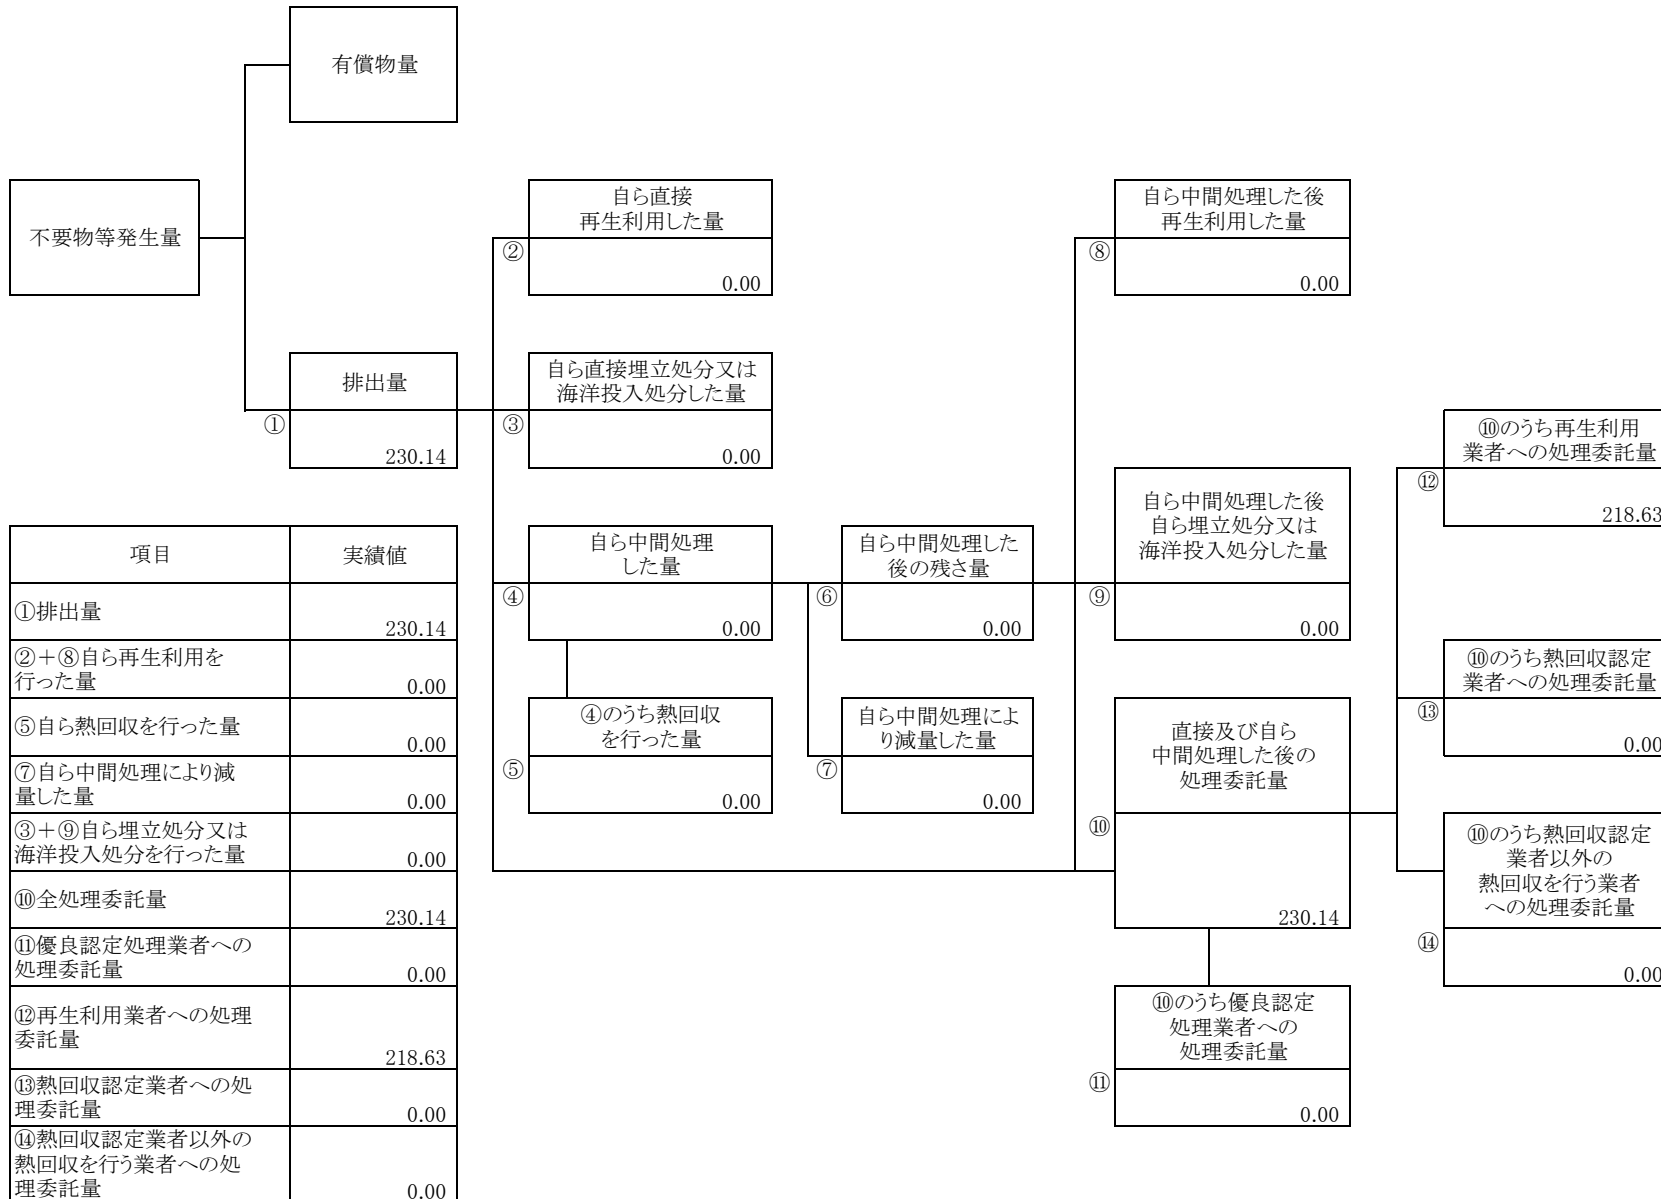 有償物量
不要物等発生量
自ら直接
再生利用した量
②
0.00
自ら中間処理した後
再生利用した量
⑧
0.00
排出量
①
230.14
自ら直接埋立処分又は
海洋投入処分した量
③
0.00
⑩のうち再生利用
業者への処理委託量
⑫
218.63
自ら中間処理
した量
④
0.00
自ら中間処理した
後の残さ量
⑥
0.00
自ら中間処理した後
自ら埋立処分又は
海洋投入処分した量
⑨
0.00
⑩のうち熱回収認定
業者への処理委託量
⑬
0.00
④のうち熱回収
を行った量
⑤
0.00
自ら中間処理によ
り減量した量
⑦
0.00
直接及び自ら
中間処理した後の
処理委託量
⑩
230.14
⑩のうち熱回収認定
業者以外の
熱回収を行う業者
への処理委託量
⑭
0.00
⑩のうち優良認定
処理業者への
処理委託量
⑪
0.00
項目 実績値
①排出量
230.14
②＋⑧自ら再生利用を
行った量
0.00
⑤自ら熱回収を行った量
0.00
⑦自ら中間処理により減
量した量
0.00
③＋⑨自ら埋立処分又は
海洋投入処分を行った量
0.00
⑩全処理委託量
230.14
⑪優良認定処理業者への
処理委託量
0.00
⑫再生利用業者への処理
委託量
218.63
⑬熱回収認定業者への処
理委託量
0.00
⑭熱回収認定業者以外の
熱回収を行う業者への処
理委託量
0.00